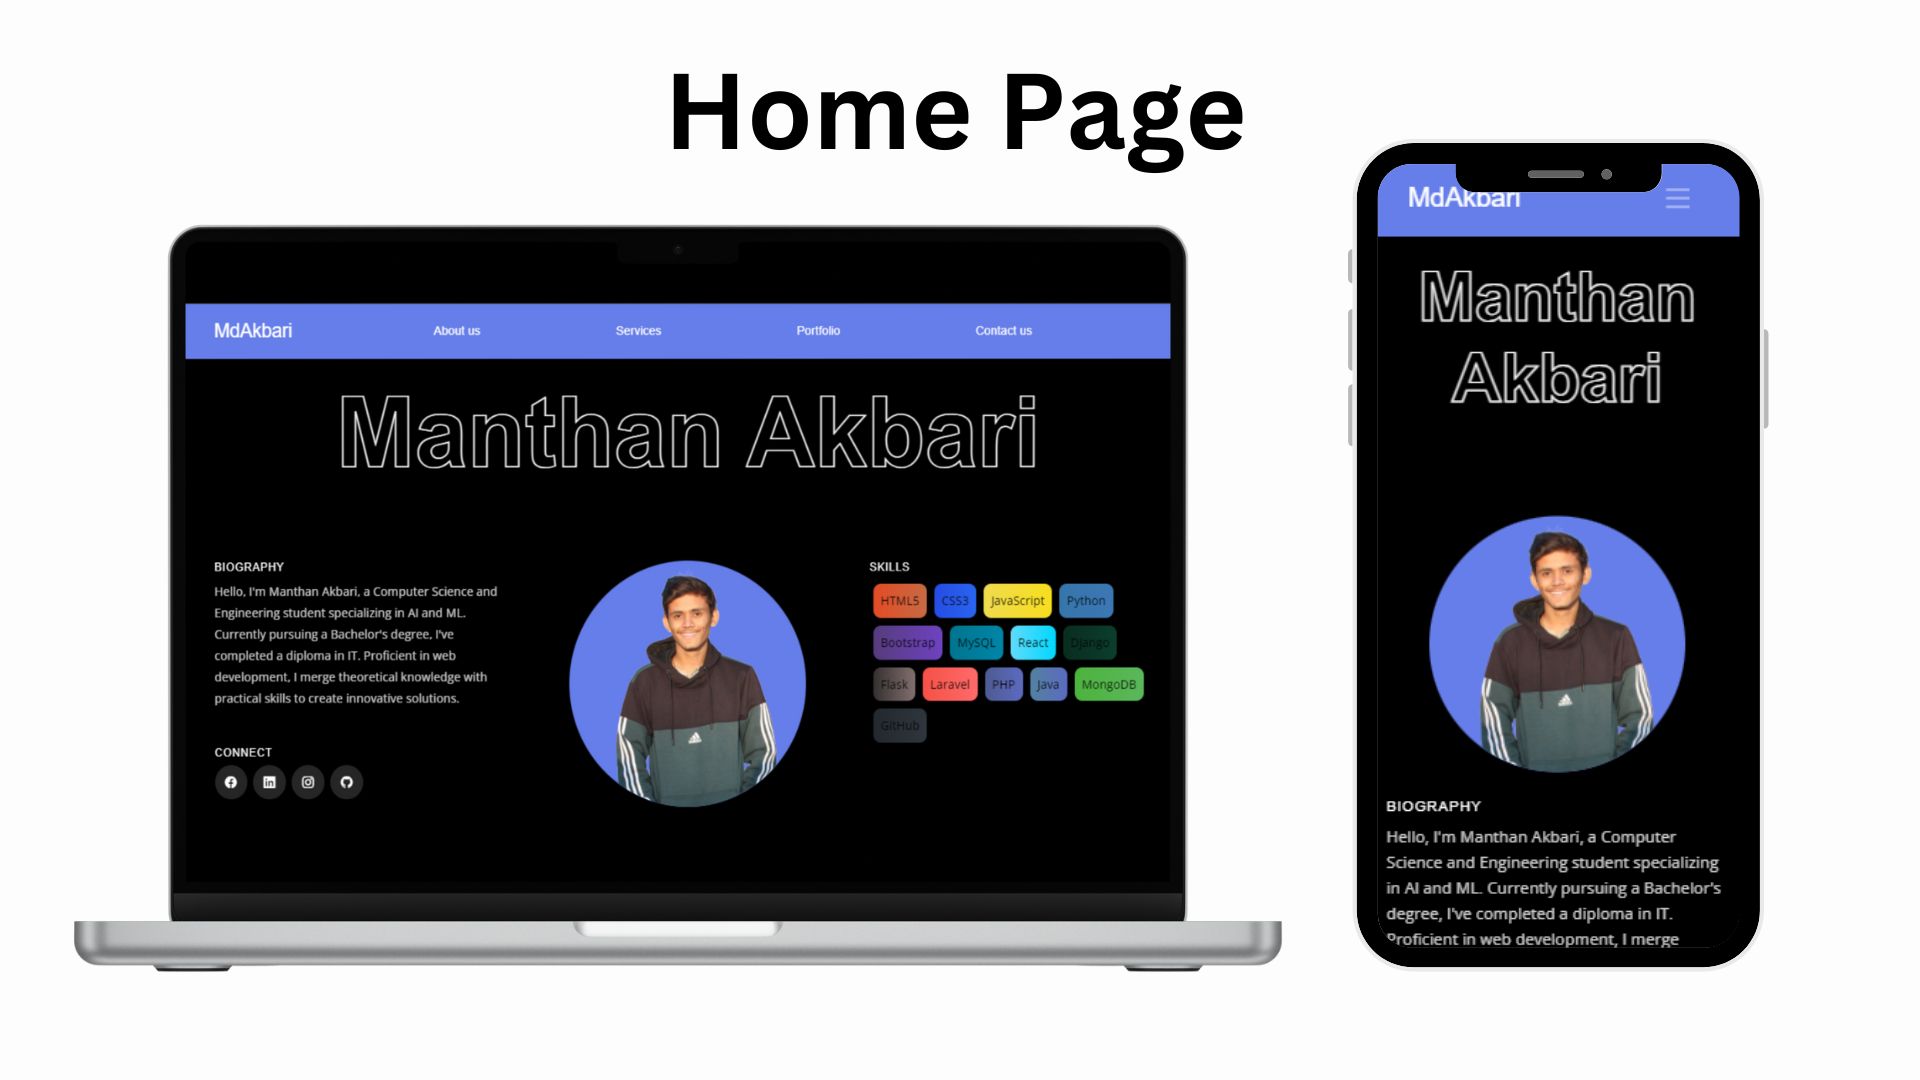 Home Page
MdAkbari
About us
Services
Portfolio
Contact us
Manthan Akbari
BIOGRAPHY
Hello, I'm Manthan Akbari, a Computer Science and
Engineering student specializing in AI and ML.
Currently pursuing a Bachelor's degree, I've
completed a diploma in IT. Proficient in web
development, I merge theoretical knowledge with
practical skills to create innovative solutions.
CONNECT
SKILLS
HTML5 CSS3 JavaScript Python
Bootstrap MySQL React Django
Flask Laravel PHP Java MongoDB
GitHub
MdAkbari
Manthan
Akbari
BIOGRAPHY
Hello, I'm Manthan Akbari, a Computer
Science and Engineering student specializing
in AI and ML. Currently pursuing a Bachelor's
degree, I've completed a diploma in IT.
Proficient in web development, I merge